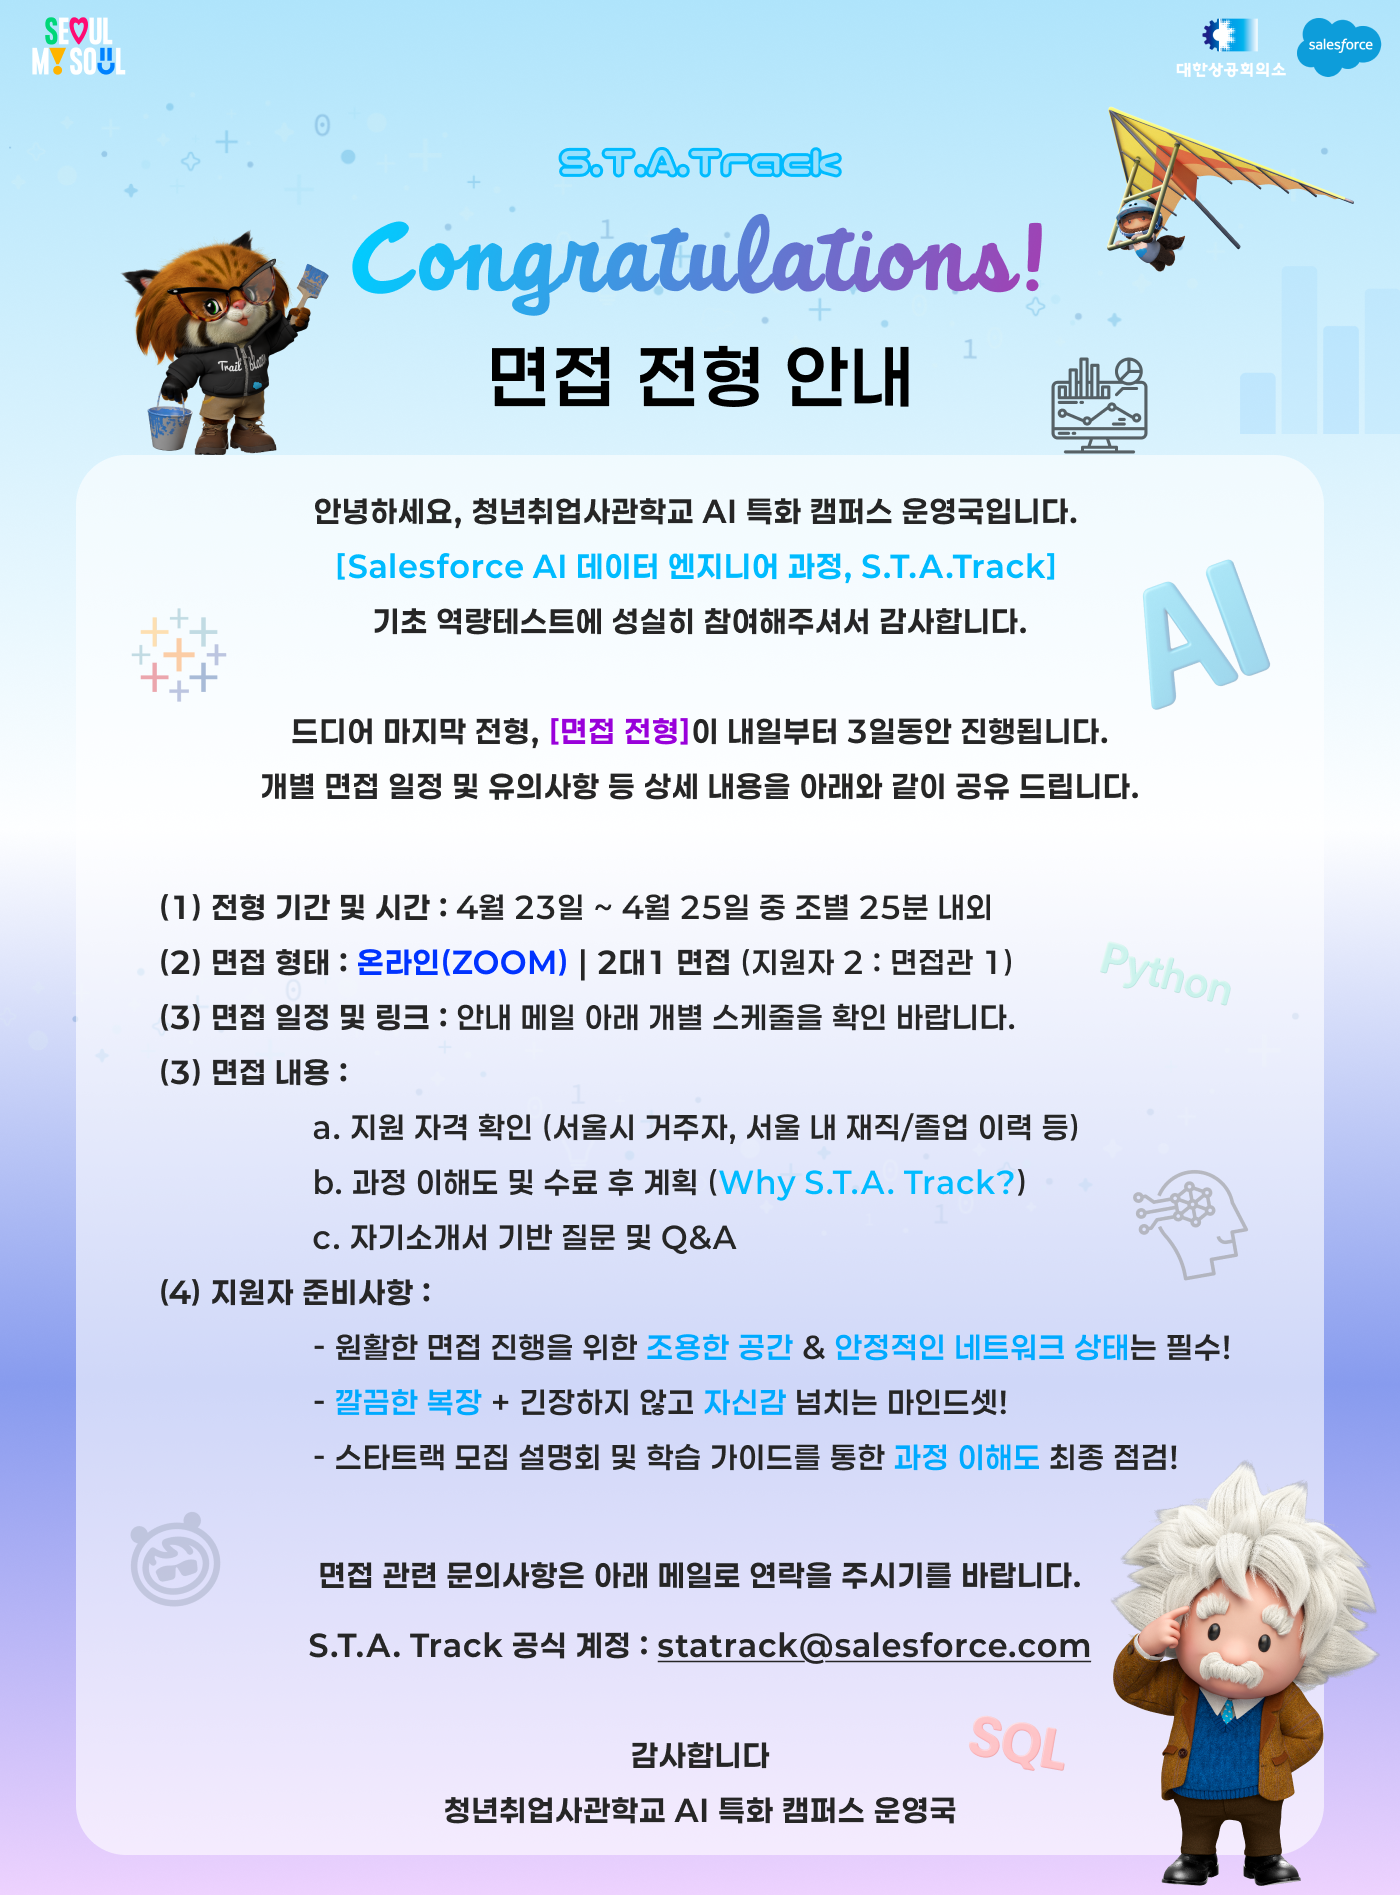 SEOUL
MY SOUL
대한상공회의소
salesforce
0
S.T.A.Track
Congratulations!
1
1
면접 전형 안내
안녕하세요, 청년취업사관학교 AI 특화 캠퍼스 운영국입니다.
[Salesforce AI 데이터 엔지니어 과정, S.T.A.Track]
기초 역량테스트에 성실히 참여해주셔서 감사합니다.
AI
드디어 마지막 전형, [면접 전형]이 내일부터 3일동안 진행됩니다.
개별 면접 일정 및 유의사항 등 상세 내용을 아래와 같이 공유 드립니다.
(1) 전형 기간 및 시간 : 4월 23일 ~ 4월 25일 중 조별 25분 내외
(2) 면접 형태 : 온라인(ZOOM) | 2대1 면접 (지원자 2 : 면접관 1)
Python
0
(3) 면접 일정 및 링크 : 안내 메일 아래 개별 스케줄을 확인 바랍니다.
(3) 면접 내용 :
1
a. 지원 자격 확인 (서울시 거주자, 서울 내 재직/졸업 이력 등)
b. 과정 이해도 및 수료 후 계획 (Why S.T.A. Track?)
1
c. 자기소개서 기반 질문 및 Q&A
(4) 지원자 준비사항 :
- 원활한 면접 진행을 위한 조용한 공간 & 안정적인 네트워크 상태는 필수!
- 깔끔한 복장 + 긴장하지 않고 자신감 넘치는 마인드셋!
- 스타트랙 모집 설명회 및 학습 가이드를 통한 과정 이해도 최종 점검!
면접 관련 문의사항은 아래 메일로 연락을 주시기를 바랍니다.
S.T.A. Track 공식 계정 : statrack@salesforce.com
SQL
감사합니다
청년취업사관학교 AI 특화 캠퍼스 운영국